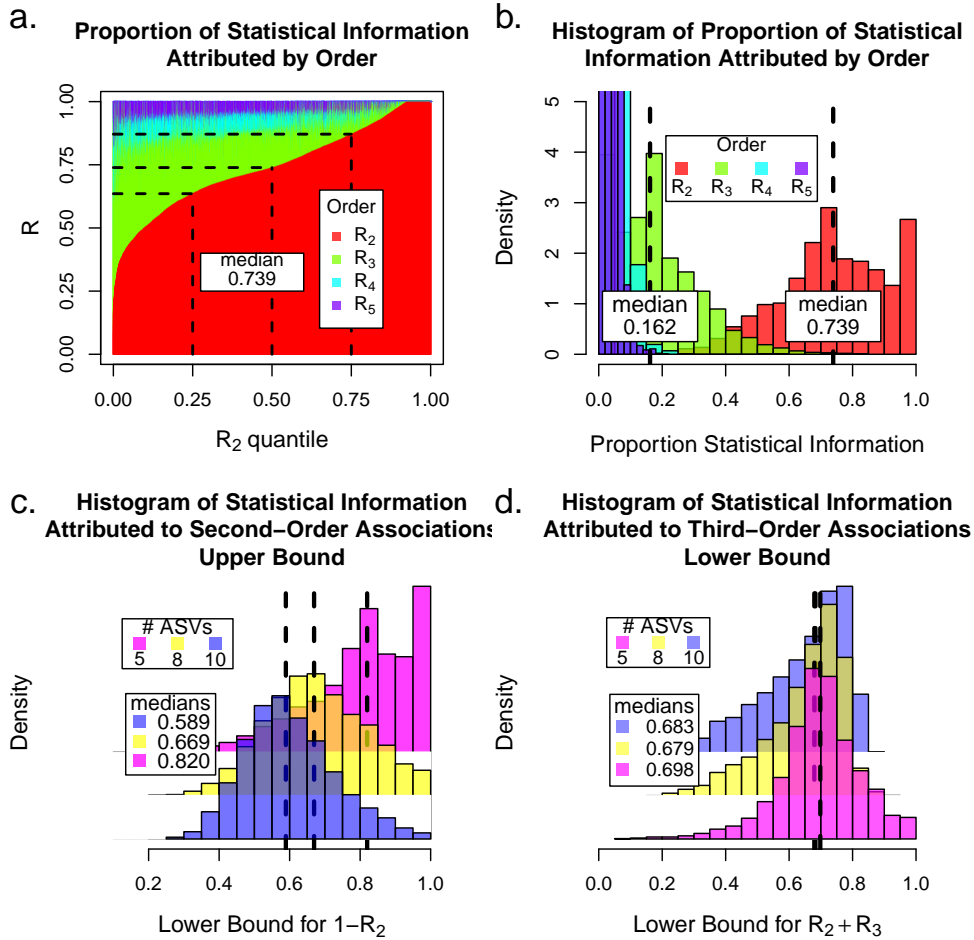 a.
Proportion of Statistical Information
Attributed by Order
R
0.00 0.25 0.50 0.75 1.00
median
0.739
Order
R2
R3
R4
R5
0.00 0.25 0.50 0.75 1.00
R2 quantile
b.
Histogram of Proportion of Statistical
Information Attributed by Order
Density
0 1 2 3 4 5
Order
R2 R3 R4 R5
median
0.162
median
0.739
0.0 0.2 0.4 0.6 0.8 1.0
Proportion Statistical Information
c.
Histogram of Statistical Information
Attributed to Second−Order Associations
Upper Bound
Density
# ASVs
5 8 10
medians
0.589
0.669
0.820
0.2 0.4 0.6 0.8 1.0
Lower Bound for 1−R2
d.
Histogram of Statistical Information
Attributed to Third−Order Associations
Lower Bound
Density
# ASVs
5 8 10
medians
0.683
0.679
0.698
0.0 0.2 0.4 0.6 0.8 1.0
Lower Bound for R2+R3